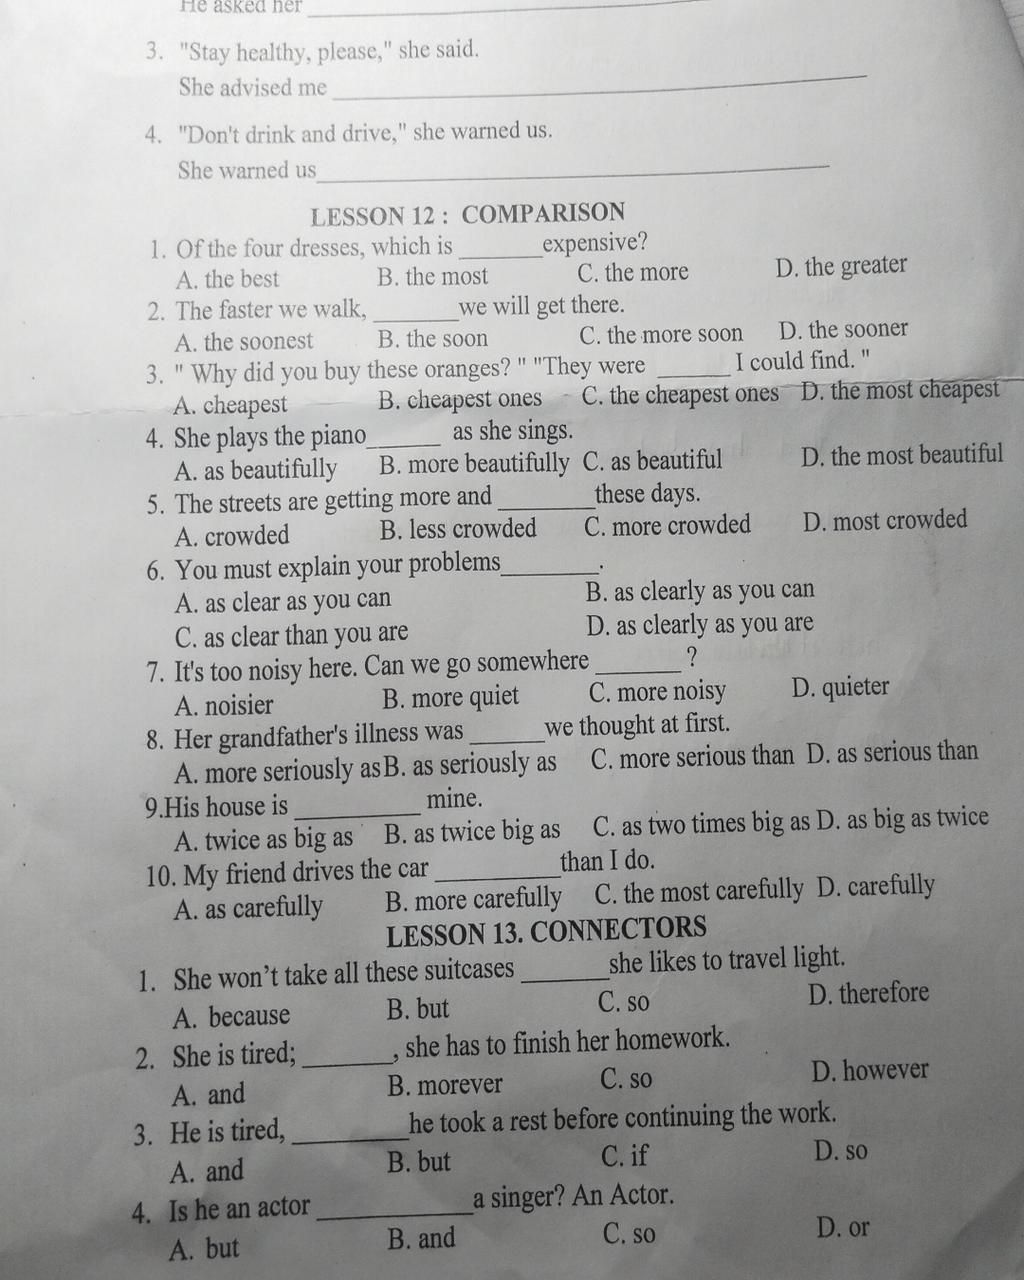 He asked her
3. "Stay healthy, please," she said.
She advised me
4. "Don't drink and drive," she warned us.
She warned us
LESSON 12 : COMPARISON
1. Of the four dresses, which is ______expensive?
A. the best B. the most C. the more D. the greater
2. The faster we walk, ______we will get there.
A. the soonest B. the soon C. the more soon D. the sooner
3. " Why did you buy these oranges? " "They were ______ I could find. "
A. cheapest B. cheapest ones C. the cheapest ones D. the most cheapest
4. She plays the piano______ as she sings.
A. as beautifully B. more beautifully C. as beautiful D. the most beautiful
5. The streets are getting more and ______these days.
A. crowded B. less crowded C. more crowded D. most crowded
6. You must explain your problems______.
A. as clear as you can B. as clearly as you can
C. as clear than you are D. as clearly as you are
7. It's too noisy here. Can we go somewhere ______?
A. noisier B. more quiet C. more noisy D. quieter
8. Her grandfather's illness was ______we thought at first.
A. more seriously as B. as seriously as C. more serious than D. as serious than
9.His house is ______ mine.
A. twice as big as B. as twice big as C. as two times big as D. as big as twice
10. My friend drives the car ______than I do.
A. as carefully B. more carefully C. the most carefully D. carefully
LESSON 13. CONNECTORS
1. She won't take all these suitcases ______she likes to travel light.
A. because B. but C. so D. therefore
2. She is tired; ______, she has to finish her homework.
A. and B. morever C. so D. however
3. He is tired, ______he took a rest before continuing the work.
A. and B. but C. if D. so
4. Is he an actor ______a singer? An Actor.
A. but B. and C. so D. or